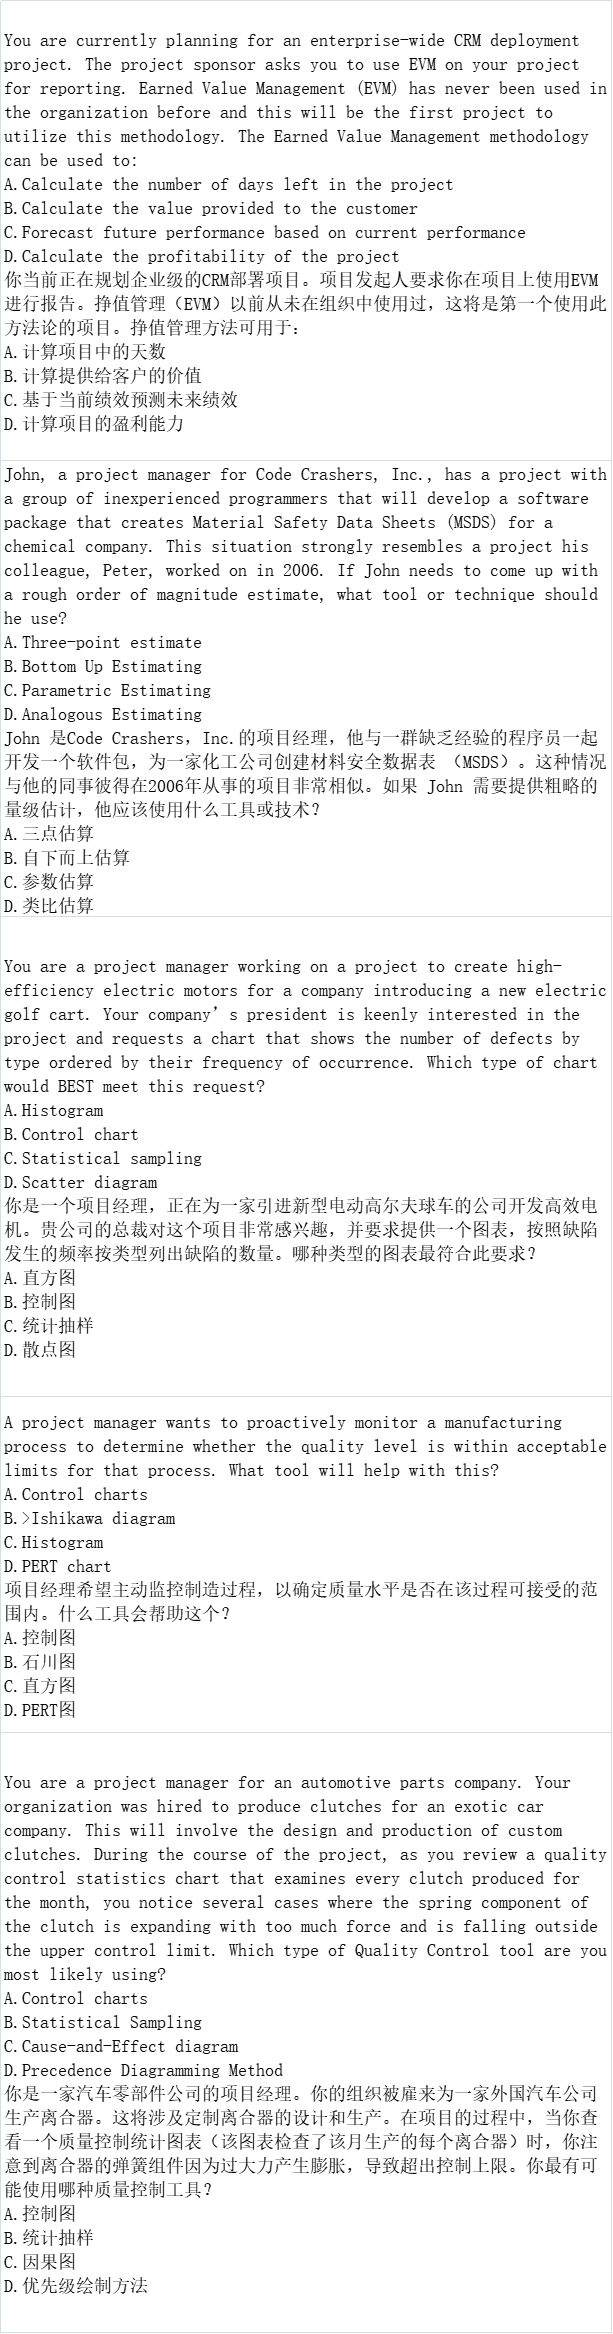 You are currently planning for an enterprise-wide CRM deployment
project. The project sponsor asks you to use EVM on your project
for reporting. Earned Value Management (EVM) has never been used in
the organization before and this will be the first project to
utilize this methodology. The Earned Value Management methodology
can be used to:
A.Calculate the number of days left in the project
B.Calculate the value provided to the customer
C.Forecast future performance based on current performance
D.Calculate the profitability of the project
你当前正在规划企业级的CRM部署项目。项目发起人要求你在项目上使用EVM
进行报告。挣值管理（EVM）以前从未在组织中使用过，这将是第一个使用此
方法论的项目。挣值管理方法可用于：
A.计算项目中的天数
B.计算提供给客户的价值
C.基于当前绩效预测未来绩效
D.计算项目的盈利能力
John, a project manager for Code Crashers, Inc., has a project with
a group of inexperienced programmers that will develop a software
package that creates Material Safety Data Sheets (MSDS) for a
chemical company. This situation strongly resembles a project his
colleague, Peter, worked on in 2006. If John needs to come up with
a rough order of magnitude estimate, what tool or technique should
he use?
A.Three-point estimate
B.Bottom Up Estimating
C.Parametric Estimating
D.Analogous Estimating
John 是Code Crashers，Inc.的项目经理，他与一群缺乏经验的程序员一起
开发一个软件包，为一家化工公司创建材料安全数据表 （MSDS）。这种情况
与他的同事彼得在2006年从事的项目非常相似。如果 John 需要提供粗略的
量级估计，他应该使用什么工具或技术？
A.三点估算
B.自下而上估算
C.参数估算
D.类比估算
You are a project manager working on a project to create high-
efficiency electric motors for a company introducing a new electric
golf cart. Your company’s president is keenly interested in the
project and requests a chart that shows the number of defects by
type ordered by their frequency of occurrence. Which type of chart
would BEST meet this request?
A.Histogram
B.Control chart
C.Statistical sampling
D.Scatter diagram
你是一个项目经理，正在为一家引进新型电动高尔夫球车的公司开发高效电
机。贵公司的总裁对这个项目非常感兴趣，并要求提供一个图表，按照缺陷
发生的频率按类型列出缺陷的数量。哪种类型的图表最符合此要求？
A.直方图
B.控制图
C.统计抽样
D.散点图
A project manager wants to proactively monitor a manufacturing
process to determine whether the quality level is within acceptable
limits for that process. What tool will help with this?
A.Control charts
B.>Ishikawa diagram
C.Histogram
D.PERT chart
项目经理希望主动监控制造过程，以确定质量水平是否在该过程可接受的范
围内。什么工具会帮助这个？
A.控制图
B.石川图
C.直方图
D.PERT图
You are a project manager for an automotive parts company. Your
organization was hired to produce clutches for an exotic car
company. This will involve the design and production of custom
clutches. During the course of the project, as you review a quality
control statistics chart that examines every clutch produced for
the month, you notice several cases where the spring component of
the clutch is expanding with too much force and is falling outside
the upper control limit. Which type of Quality Control tool are you
most likely using?
A.Control charts
B.Statistical Sampling
C.Cause-and-Effect diagram
D.Precedence Diagramming Method
你是一家汽车零部件公司的项目经理。你的组织被雇来为一家外国汽车公司
生产离合器。这将涉及定制离合器的设计和生产。在项目的过程中，当你查
看一个质量控制统计图表（该图表检查了该月生产的每个离合器）时，你注
意到离合器的弹簧组件因为过大力产生膨胀，导致超出控制上限。你最有可
能使用哪种质量控制工具？
A.控制图
B.统计抽样
C.因果图
D.优先级绘制方法